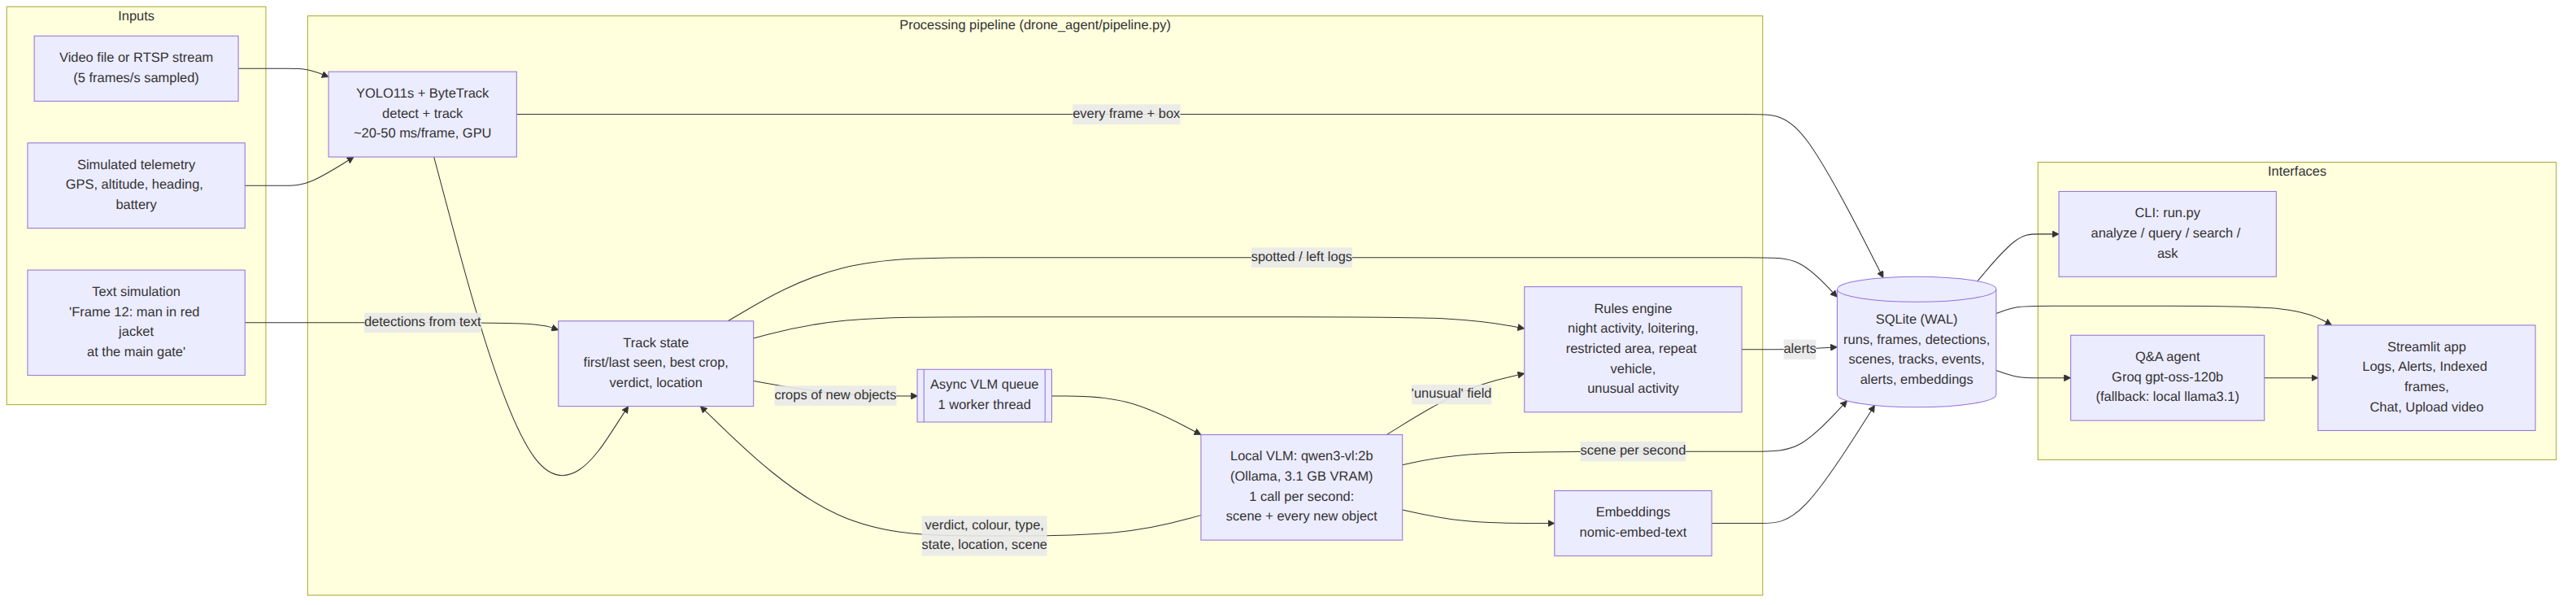 Inputs
Video file or RTSP stream
(5 frames/s sampled)
Simulated telemetry
GPS, altitude, heading,
battery
Text simulation
'Frame 12: man in red
jacket
at the main gate'
Processing pipeline (drone_agent/pipeline.py)
YOLO11s + ByteTrack
detect + track
~20-50 ms/frame, GPU
every frame + box
detections from text
Track state
first/last seen, best crop,
verdict, location
spotted / left logs
crops of new objects
Async VLM queue
1 worker thread
verdict, colour, type,
state, location, scene
Local VLM: qwen3-vl:2b
(Ollama, 3.1 GB VRAM)
1 call per second:
scene + every new object
'unusual' field
Rules engine
night activity, loitering,
restricted area, repeat
vehicle,
unusual activity
scene per second
Embeddings
nomic-embed-text
alerts
SQLite (WAL)
runs, frames, detections,
scenes, tracks, events,
alerts, embeddings
Interfaces
CLI: run.py
analyze / query / search /
ask
Q&A agent
Groq gpt-oss-120b
(fallback: local llama3.1)
Streamlit app
Logs, Alerts, Indexed
frames,
Chat, Upload video